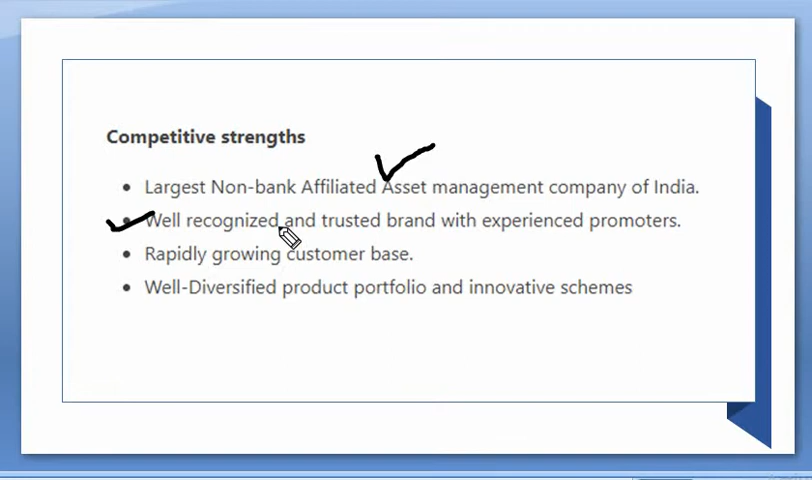 Competitive strengths
• Largest Non-bank Affiliated Asset management company of India.
• Well recognized and trusted brand with experienced promoters.
• Rapidly growing customer base.
• Well-Diversified product portfolio and innovative schemes